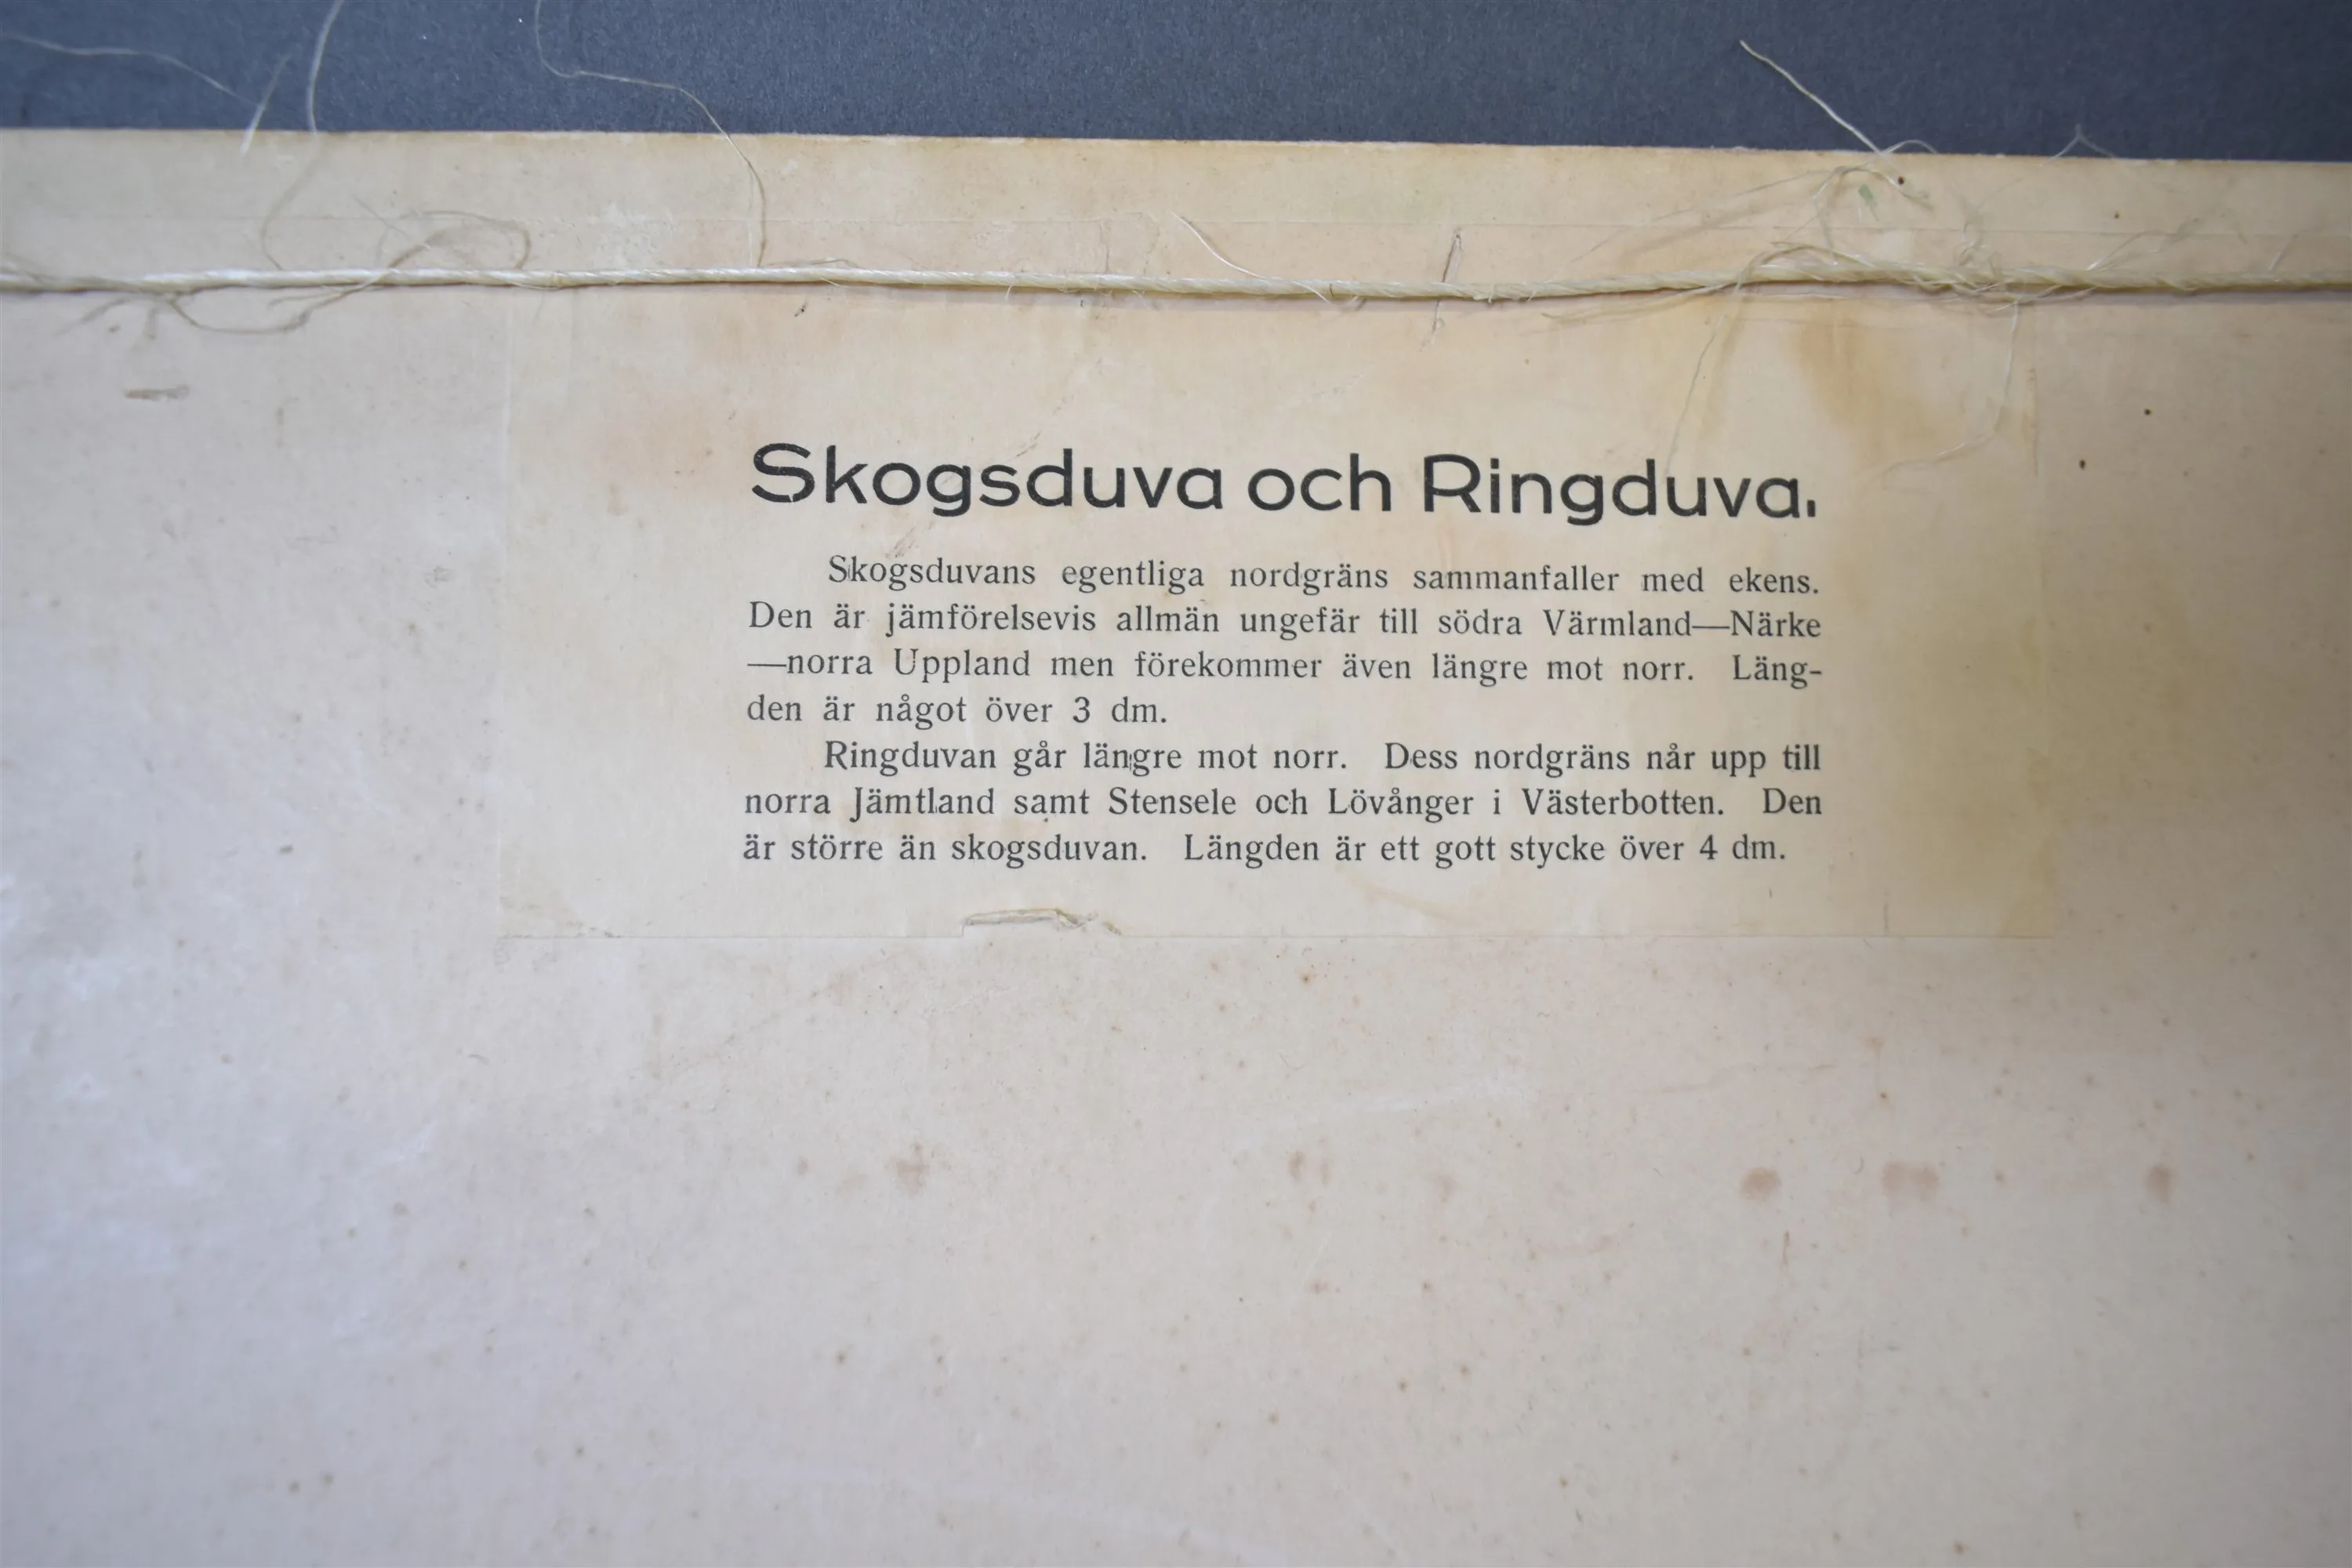 Skogsduva och Ringduva.
Skogsduvans egentliga nordgräns sammanfaller med ekens.
Den är jämförelsevis allmän ungefär till södra Värmland—Närke
—norra Uppland men förekommer även längre mot norr. Läng-
den är något över 3 dm.
Ringduvan går längre mot norr. Dess nordgräns når upp till
norra Jämtland samt Stensele och Lövånger i Västerbotten. Den
är större än skogsduvan. Längden är ett gott stycke över 4 dm.